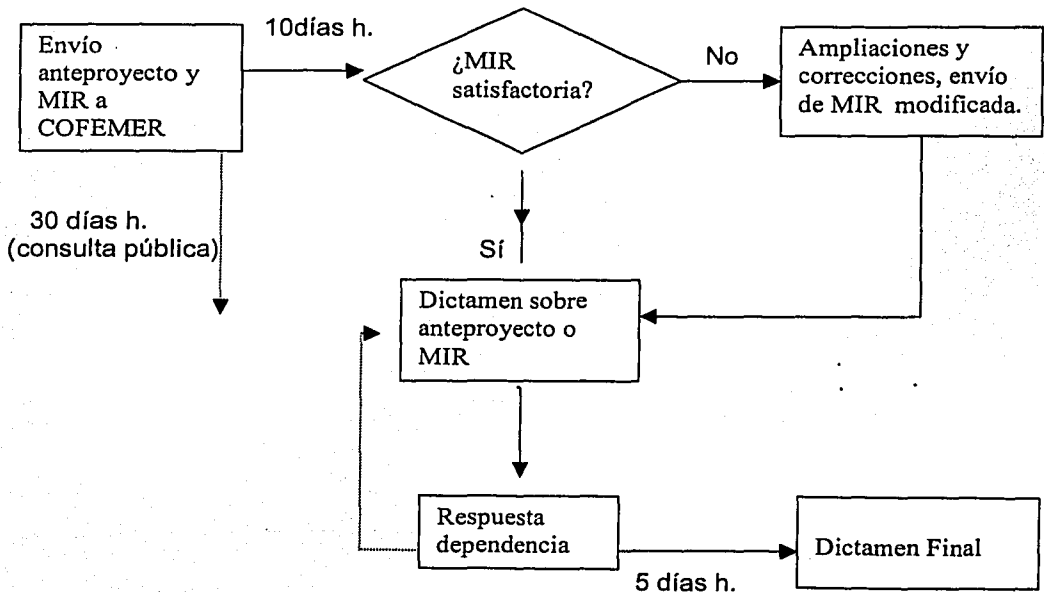 Envío
anteproyecto y
MIR a
COFEMER
10días h.
¿MIR
satisfactoria?
No
Ampliaciones y
correcciones, envío
de MIR modificada.
30 días h.
(consulta pública)
Sí
Dictamen sobre
anteproyecto o
MIR
Respuesta
dependencia
5 días h.
Dictamen Final